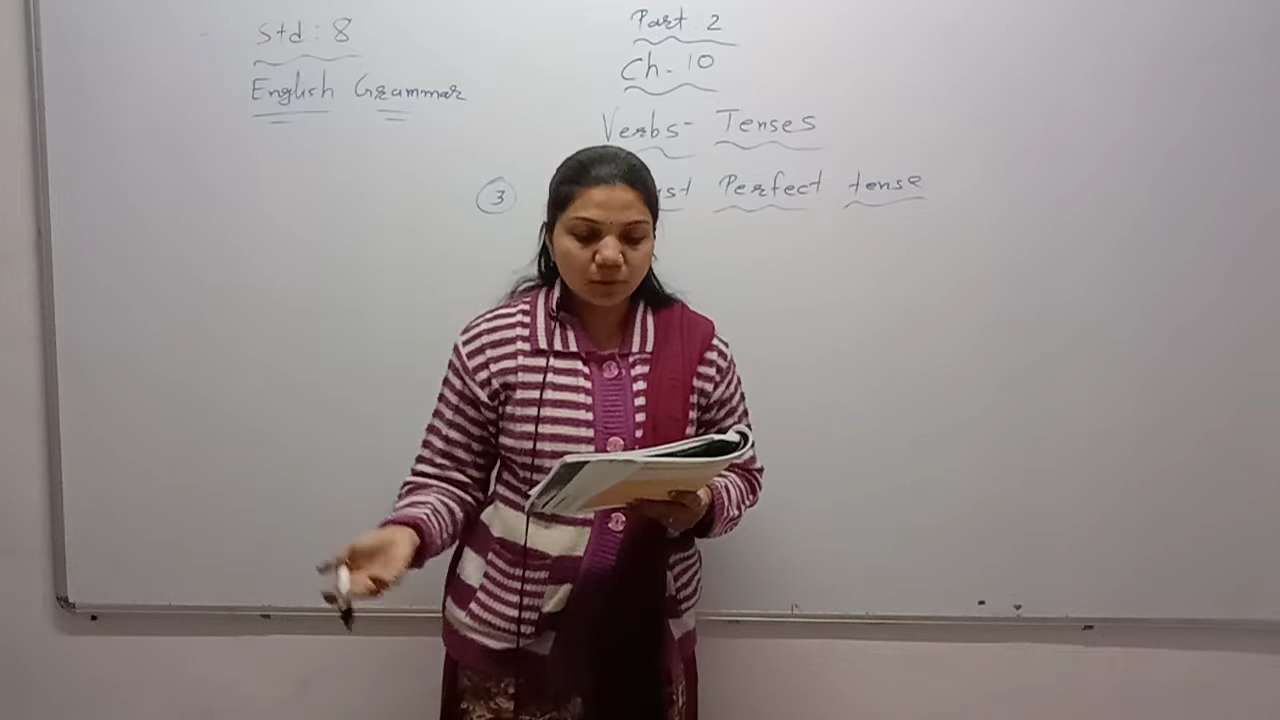 Std : 8
English Grammar
Part 2
Ch. 10
Verbs - Tenses
3 Perfect tense